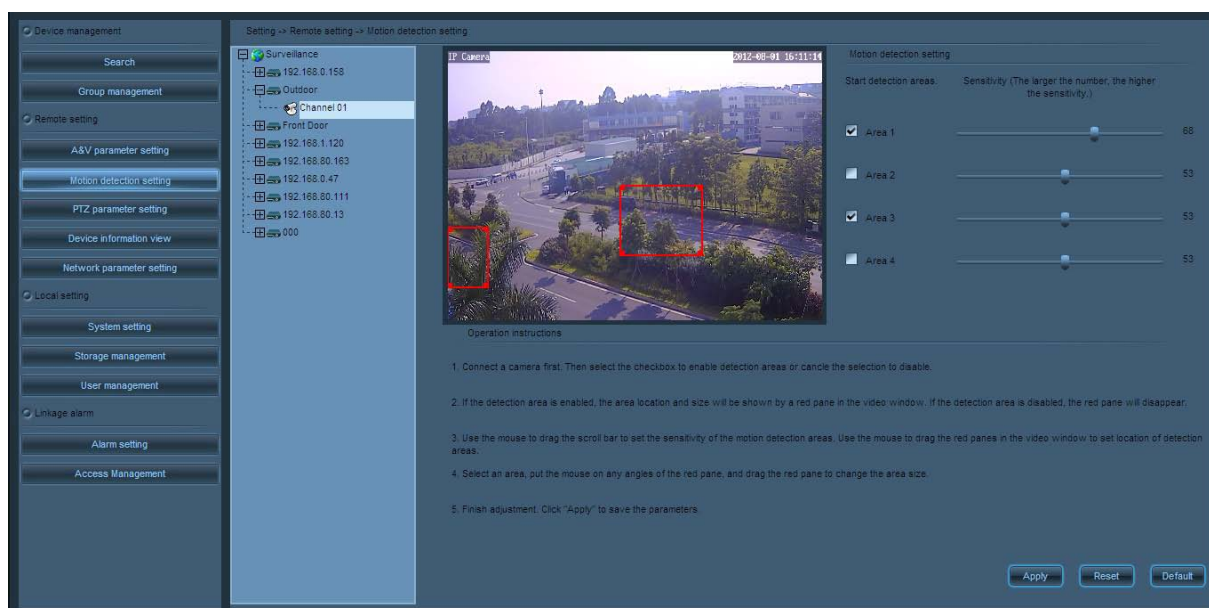 Device management
Search
Group management
Remote setting
A&V parameter setting
Motion detection setting
PTZ parameter setting
Device information view
Network parameter setting
Local setting
System setting
Storage management
User management
Linkage alarm
Alarm setting
Access Management
Setting -> Remote setting -> Motion detection setting
Surveillance
192.168.0.158
Outdoor
Channel 01
Front Door
192.168.1.120
192.168.80.163
192.168.0.47
192.168.80.111
192.168.80.13
000
IP Camera 2012-08-01 16:11:14
Motion detection setting
Start detection areas. Sensitivity (The larger the number, the higher
the sensitivity.)
Area 1 68
Area 2 53
Area 3 53
Area 4 53
Operation instructions
1. Connect a camera first. Then select the checkbox to enable detection areas or cancle the selection to disable.
2. If the detection area is enabled, the area location and size will be shown by a red pane in the video window. If the detection area is disabled, the red pane will disappear.
3. Use the mouse to drag the scroll bar to set the sensitivity of the motion detection areas. Use the mouse to drag the red panes in the video window to set location of detection
areas.
4. Select an area, put the mouse on any angles of the red pane, and drag the red pane to change the area size.
5. Finish adjustment. Click "Apply" to save the parameters.
Apply Reset Default